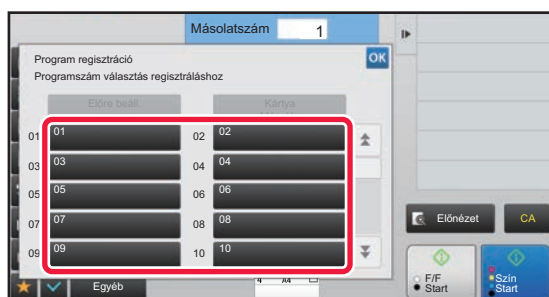 Másolatszám 1
Program regisztráció
OK
Programszám választás regisztráláshoz
Előre beáll. Kártya
01 01 02 02
03 03 04 04
05 05 06 06
07 07 08 08
09 09 10 10
Előnézet CA
Egyéb
A4
F/F
Start
Szín
Start